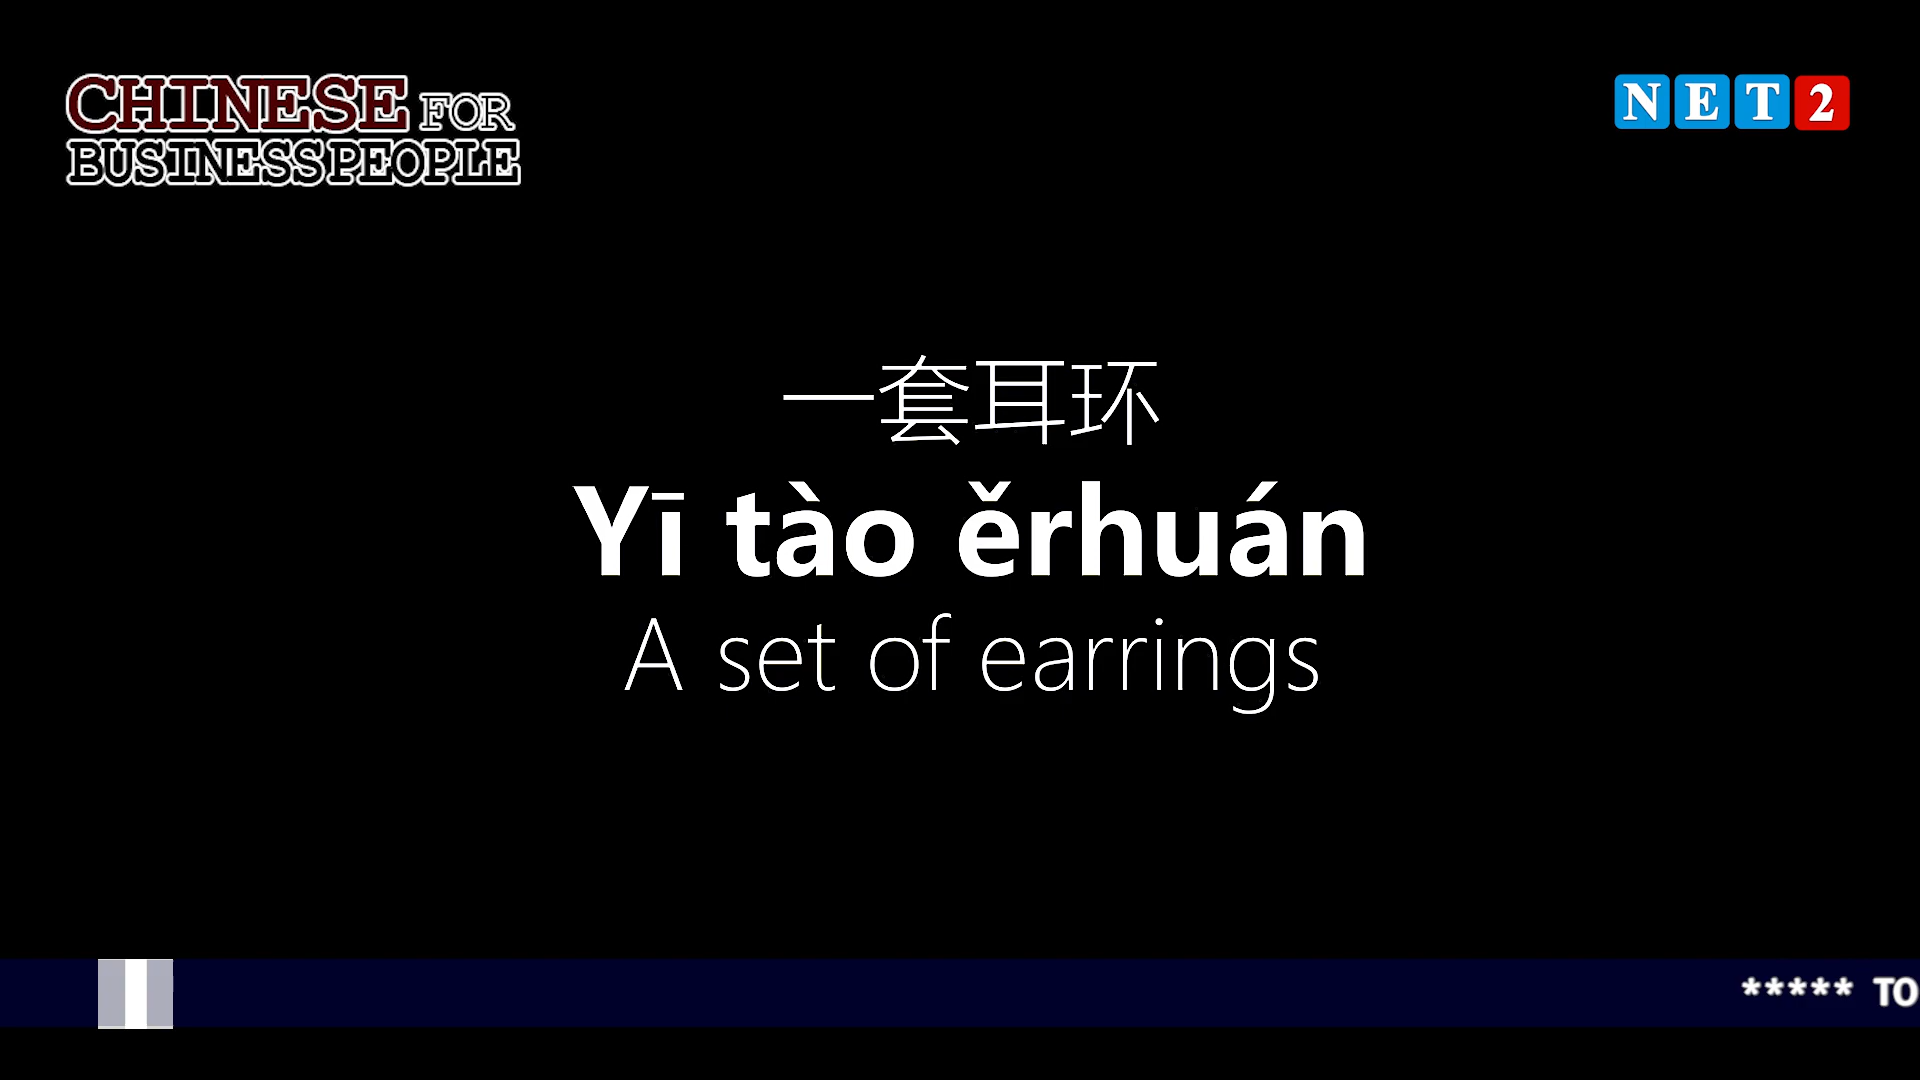 CHINESE FOR
BUSINESSPEOPLE
NET2
一套耳环
Yī tào ěrhuán
A set of earrings
***** TO